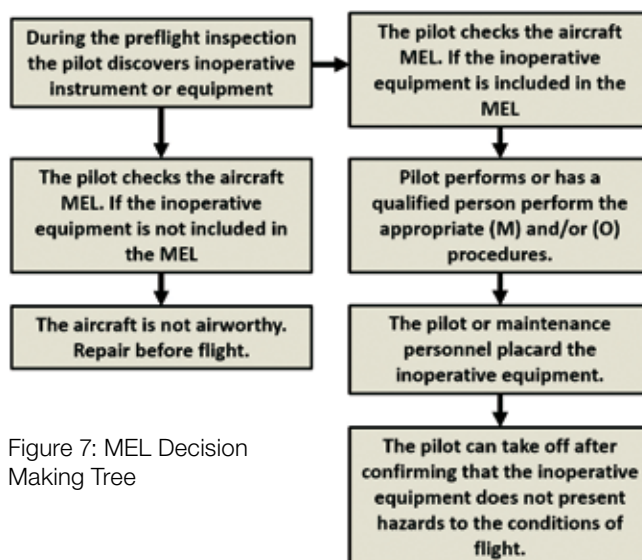 During the preflight inspection
the pilot discovers inoperative
instrument or equipment
The pilot checks the aircraft
MEL. If the inoperative
equipment is not included in
the MEL
The aircraft is not airworthy.
Repair before flight.
The pilot checks the aircraft
MEL. If the inoperative
equipment is included in the
MEL
Pilot performs or has a
qualified person perform the
appropriate (M) and/or (O)
procedures.
The pilot or maintenance
personnel placard the
inoperative equipment.
The pilot can take off after
confirming that the inoperative
equipment does not present
hazards to the conditions of
flight.
Figure 7: MEL Decision
Making Tree